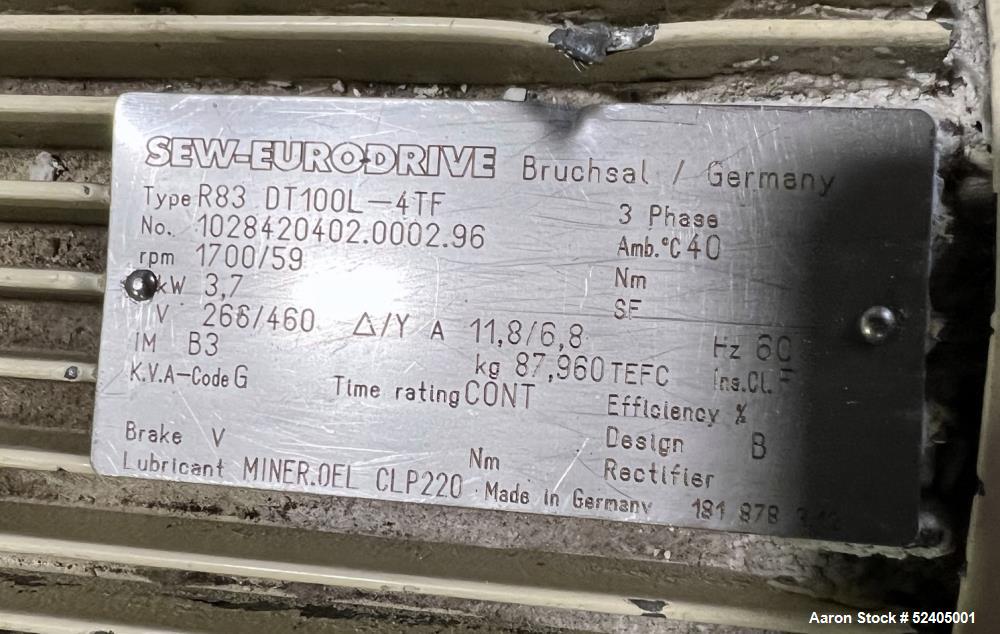 SEW-EURODRIVE Bruchsal / Germany
Type R83 DT100L-4TF 3 Phase
No. 1028420402.0002.96 Amb.°C 40
rpm 1700/59 Nm
kW 3,7 SF
V 266/460 Δ/Y A 11,8/6,8 Hz 60
IM B3 kg 87,960 TEFC Ins.Cl. F
K.V.A-Code G Time rating CONT Efficiency %
Brake V Nm Design B
Lubricant MINER.OEL CLP220 Rectifier
Made in Germany 181 878
Aaron Stock # 52405001